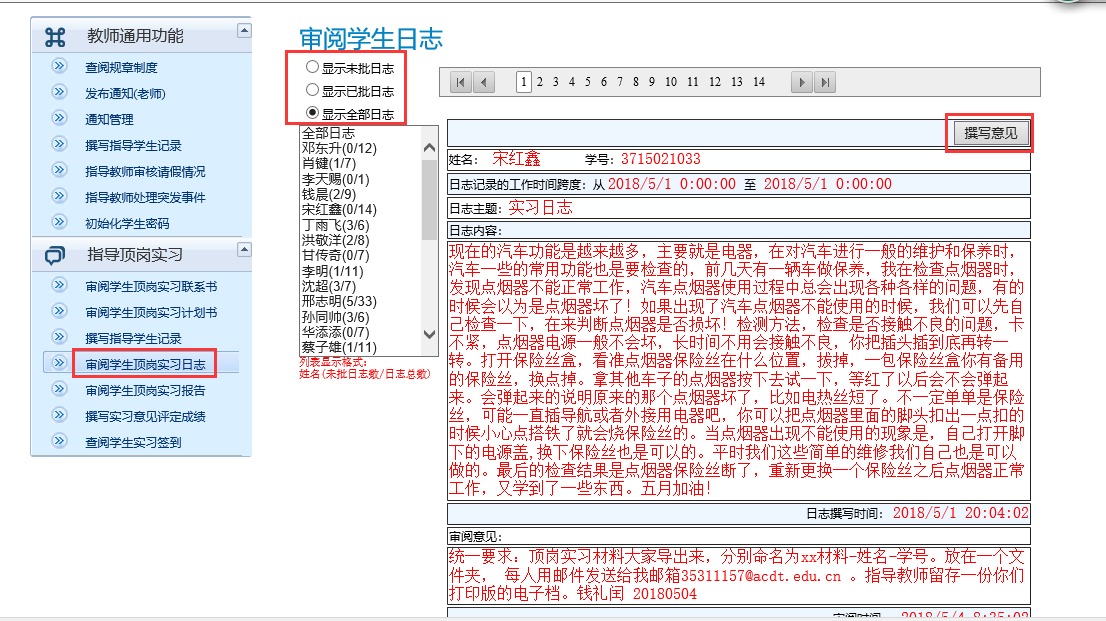 教师通用功能
查阅规章制度
发布通知(老师)
通知管理
撰写指导学生记录
指导教师审核请假情况
指导教师处理突发事件
初始化学生密码
指导顶岗实习
审阅学生顶岗实习联系书
审阅学生顶岗实习计划书
撰写指导学生记录
审阅学生顶岗实习日志
审阅学生顶岗实习报告
撰写实习意见评定成绩
查阅学生实习签到
审阅学生日志
显示未批日志
显示已批日志
显示全部日志
全部日志
邓东升(0/12)
肖键(1/7)
李天赐(0/1)
钱晨(2/9)
宋红鑫(0/14)
丁雨飞(3/6)
洪敬洋(2/8)
甘传奇(0/7)
李明(1/11)
沈超(3/7)
邢志明(5/33)
孙同帅(3/6)
华添添(0/7)
蔡子雄(1/11)
列表显示格式:
姓名(未批日志数/日志总数)
1 2 3 4 5 6 7 8 9 10 11 12 13 14
撰写意见
姓名: 宋红鑫 学号: 3715021033
日志记录的工作时间跨度: 从 2018/5/1 0:00:00 至 2018/5/1 0:00:00
日志主题: 实习日志
日志内容:
现在的汽车功能是越来越多，主要就是电器，在对汽车进行一般的维护和保养时，
汽车一些的常用功能也是要检查的，前几天有一辆车做保养，我在检查点烟器时，
发现点烟器不能正常工作，汽车点烟器使用过程中总会出现各种各样的问题，有的
时候会以为是点烟器坏了！如果出现了汽车点烟器不能使用的时候，我们可以先自
己检查一下，在来判断点烟器是否损坏！检测方法，检查是否接触不良的问题，卡
不紧，点烟器电源一般不会坏，长时间不用会接触不良，你把插头插到底再转一
转。打开保险丝盒，看准点烟器保险丝在什么位置，拔掉，一包保险丝盒你有备用
的保险丝，换点掉。拿其他车子的点烟器按下去试一下，等红了以后会不会弹起
来。会弹起来的说明原来的那个点烟器坏了，比如电热丝短了。不一定单单是保险
丝，可能一直插导航或者外接用电器吧，你可以把点烟器里面的脚头扣出一点扣的
时候小心点搭铁了就会烧保险丝的。当点烟器出现不能使用的现象是，自己打开脚
下的电源盖,换下保险丝也是可以的。平时我们这些简单的维修我们自己也是可以
做的。最后的检查结果是点烟器保险丝断了，重新更换一个保险丝之后点烟器正常
工作，又学到了一些东西。五月加油！
日志撰写时间: 2018/5/1 20:04:02
审阅意见:
统一要求：顶岗实习材料大家导出来，分别命名为xx材料-姓名-学号。放在一个文
件夹， 每人用邮件发送给我邮箱35311157@acdt.edu.cn 。指导教师留存一份你们
打印版的电子档。钱礼闰 20180504